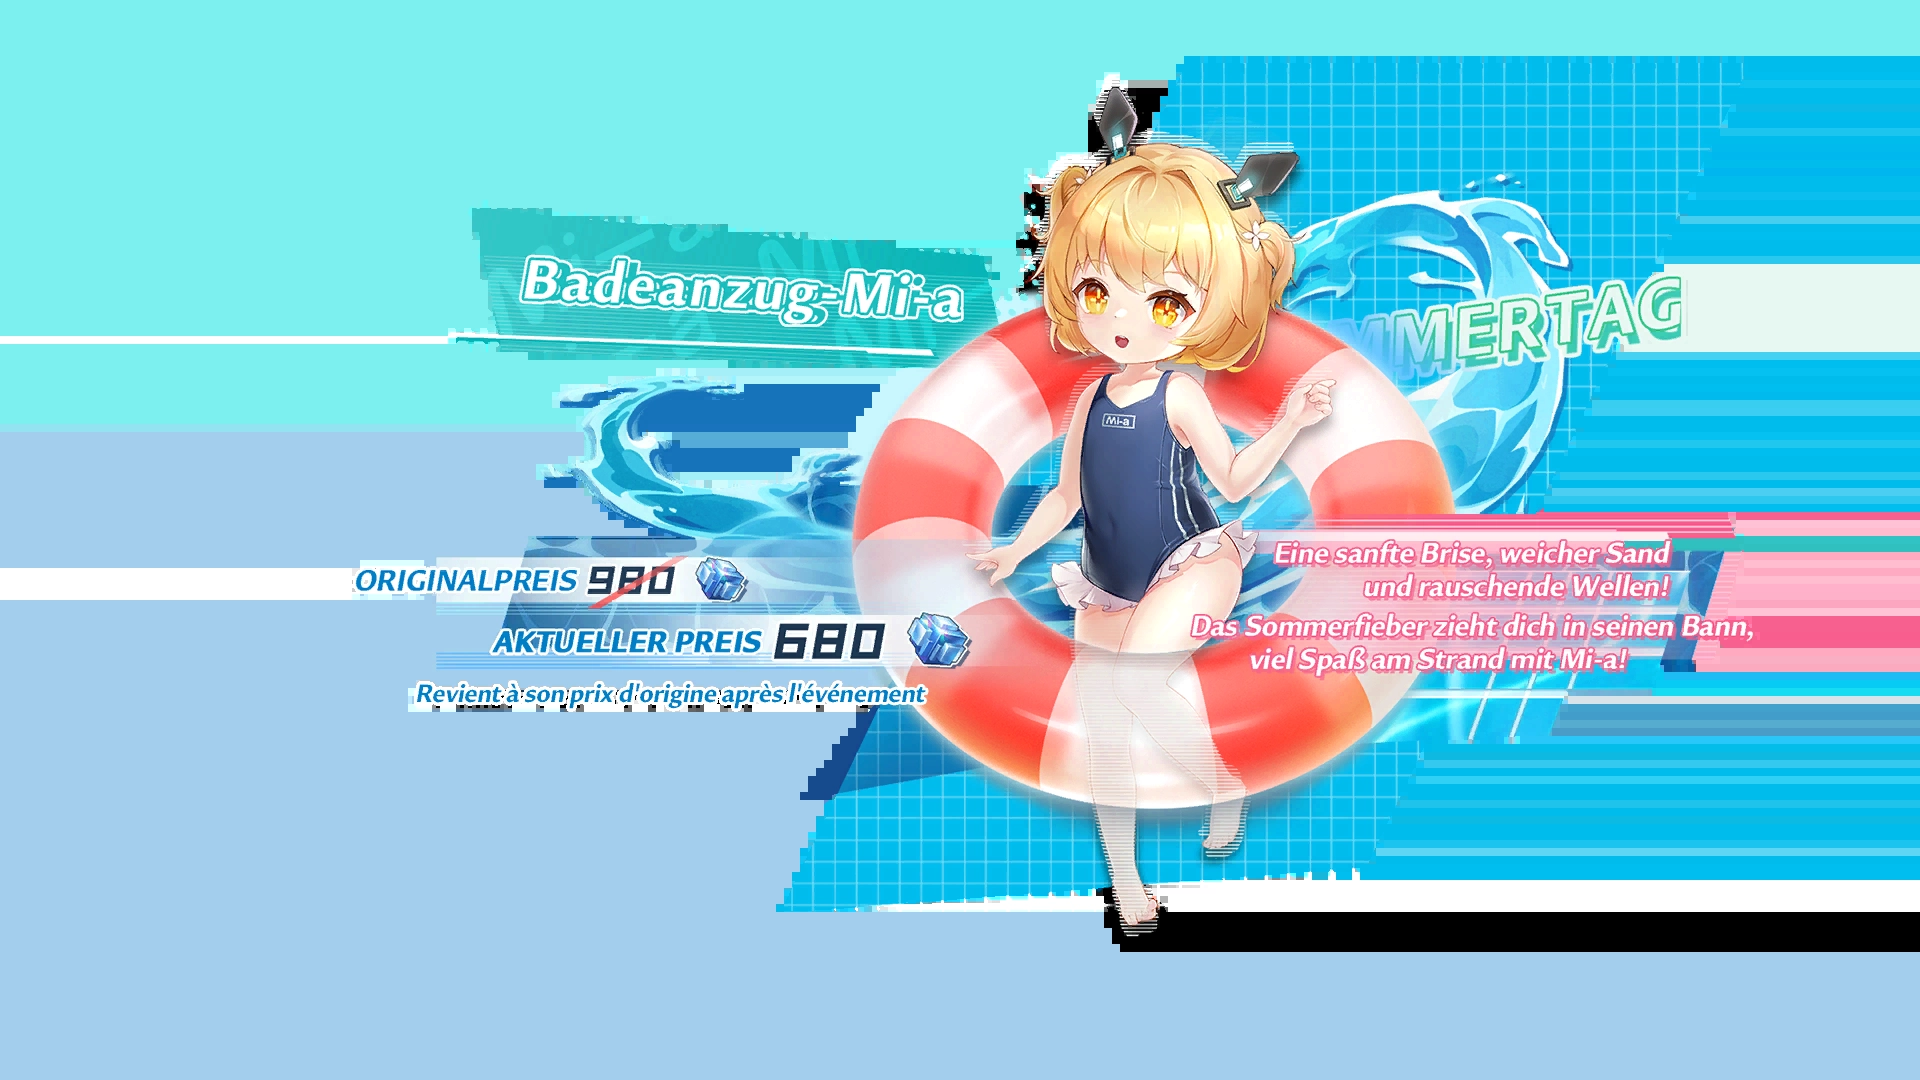 Badeanzug-Mi-a
MMERTAG
Mi-a
ORIGINALPREIS 980
AKTUELLER PREIS 680
Revient à son prix d'origine après l'événement
Eine sanfte Brise, weicher Sand
und rauschende Wellen!
Das Sommerfieber zieht dich in seinen Bann,
viel Spaß am Strand mit Mi-a!